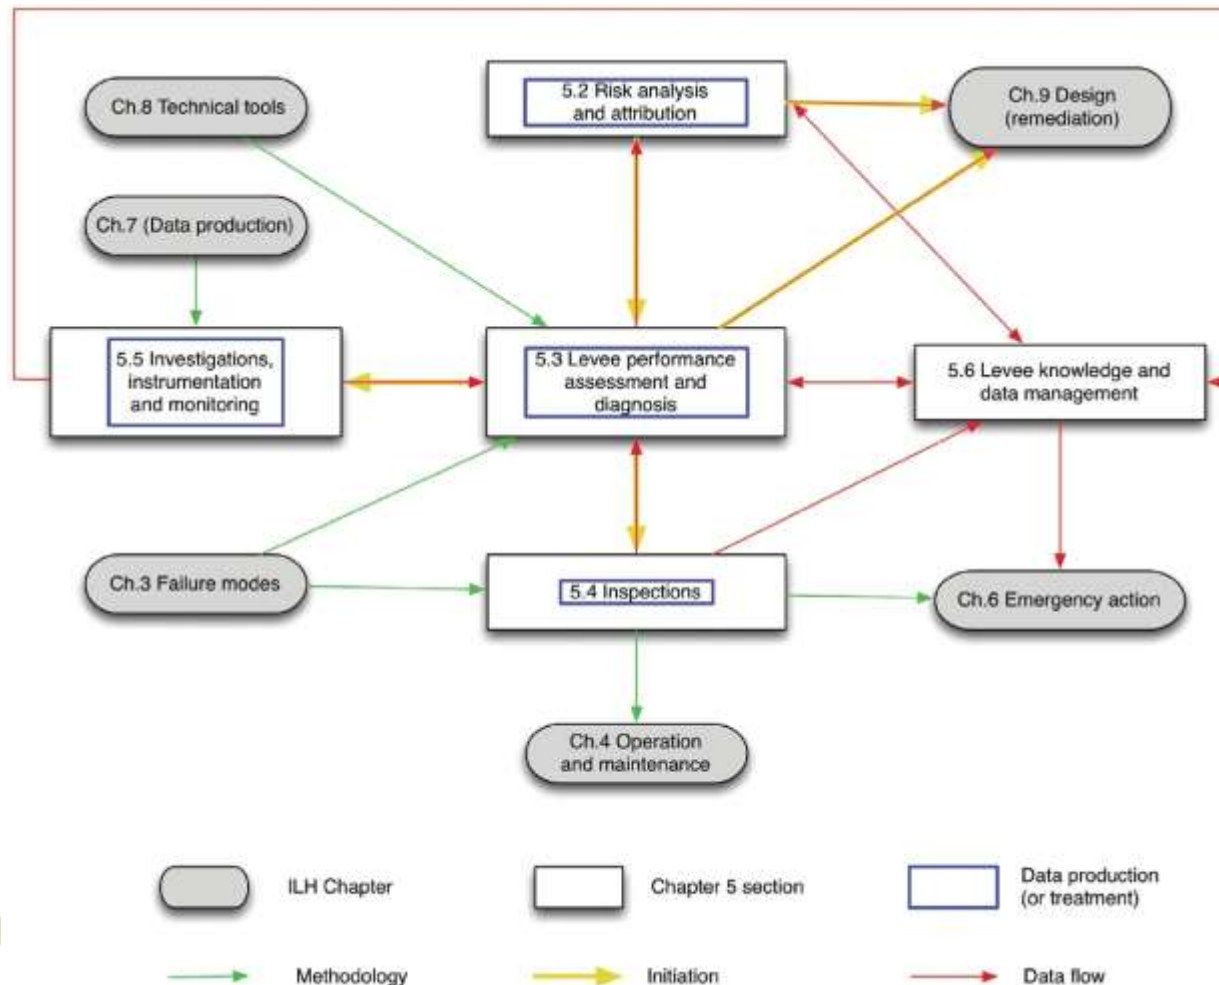 Ch.8 Technical tools
5.2 Risk analysis
and attribution
Ch.9 Design
(remediation)
Ch.7 (Data production)
5.5 Investigations,
instrumentation
and monitoring
5.3 Levee performance
assessment and
diagnosis
5.6 Levee knowledge and
data management
Ch.3 Failure modes
5.4 Inspections
Ch.6 Emergency action
Ch.4 Operation
and maintenance
ILH Chapter
Chapter 5 section
Data production
(or treatment)
Methodology
Initiation
Data flow